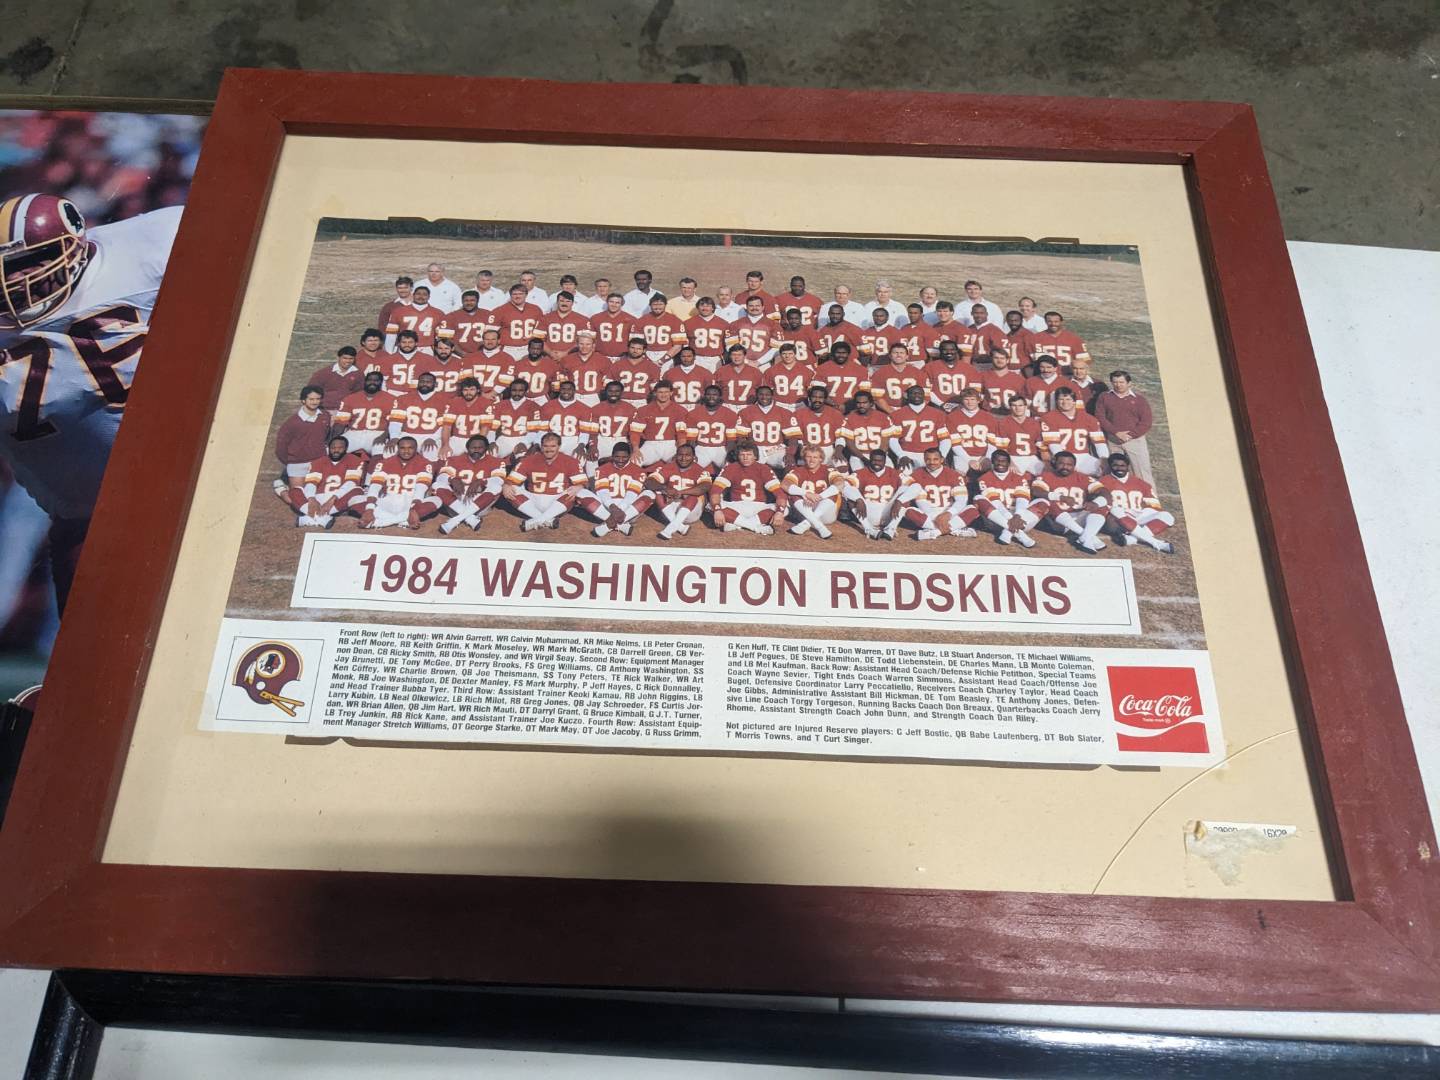 1984 WASHINGTON REDSKINS
Front Row (left to right): WR Alvin Garrett, WR Calvin Muhammad, KR Mike Nelms, LB Peter Cronan,
RB Jeff Moore, RB Keith Griffin, K Mark Moseley, WR Mark McGrath, CB Darrell Green, CB Ver-
non Dean, CB Ricky Smith, RB Otis Wonsley, and WR Virgil Seay. Second Row: Equipment Manager
Jay Brunetti, DE Tony McGee, DT Perry Brooks, FS Greg Williams, CB Anthony Washington, SS
Ken Coffey, WR Charlie Brown, QB Joe Theismann, SS Tony Peters, TE Rick Walker, WR Art
Monk, RB Joe Washington, DE Dexter Manley, FS Mark Murphy, P Jeff Hayes, C Rick Donnalley,
and Head Trainer Bubba Tyer. Third Row: Assistant Trainer Keoki Kamau, RB John Riggins, LB
Larry Kubin, LB Neal Olkewicz, LB Rich Milot, RB Greg Jones, QB Jay Schroeder, FS Curtis Jor-
dan, WR Brian Allen, QB Jim Hart, WR Rich Mauti, DT Darryl Grant, G Bruce Kimball, G J.T. Turner,
LB Trey Junkin, RB Rick Kane, and Assistant Trainer Joe Kuczo. Fourth Row: Assistant Equip-
ment Manager Stretch Williams, OT George Starke, OT Mark May, OT Joe Jacoby, G Russ Grimm,
G Ken Huff, TE Clint Didier, TE Don Warren, DT Dave Butz, LB Stuart Anderson, TE Michael Williams,
LB Jeff Pegues, DE Steve Hamilton, DE Todd Liebenstein, DE Charles Mann, LB Monte Coleman,
and LB Mel Kaufman. Back Row: Assistant Head Coach/Defense Richie Petitbon, Special Teams
Coach Wayne Sevier, Tight Ends Coach Warren Simmons, Assistant Head Coach/Offense Joe
Bugel, Defensive Coordinator Larry Peccatiello, Receivers Coach Charley Taylor, Head Coach
Joe Gibbs, Administrative Assistant Bill Hickman, DE Tom Beasley, TE Anthony Jones, Defen-
sive Line Coach Torgy Torgeson, Running Backs Coach Don Breaux, Quarterbacks Coach Jerry
Rhome, Assistant Strength Coach John Dunn, and Strength Coach Dan Riley.
Not pictured are Injured Reserve players: C Jeff Bostic, QB Babe Laufenberg, DT Bob Slater,
T Morris Towns, and T Curt Singer.
Coca-Cola
16X20